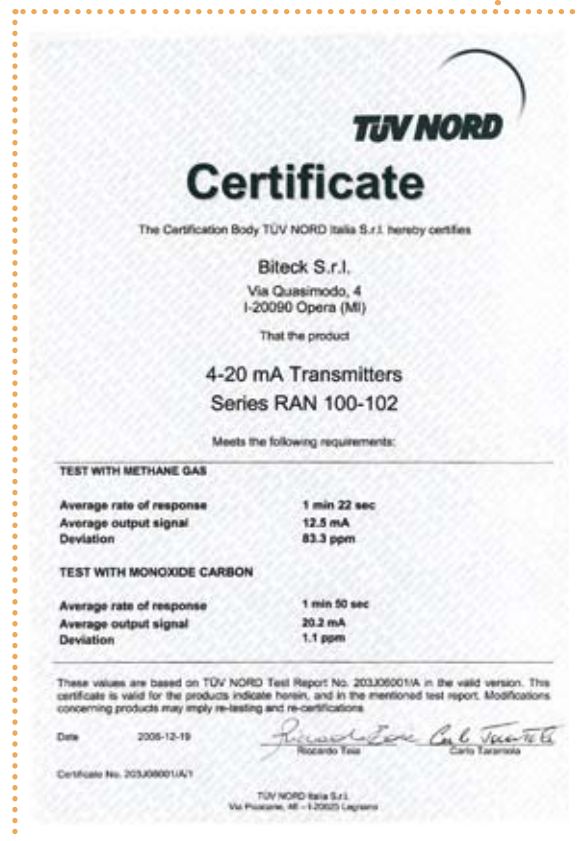 TÜV NORD
Certificate
The Certification Body TÜV NORD Italia S.r.l. hereby certifies
Biteck S.r.l.
Via Quasimodo, 4
I-20090 Opera (MI)
That the product
4-20 mA Transmitters
Series RAN 100-102
Meets the following requirements:
TEST WITH METHANE GAS
Average rate of response 1 min 22 sec
Average output signal 12.5 mA
Deviation 83.3 ppm
TEST WITH MONOXIDE CARBON
Average rate of response 1 min 50 sec
Average output signal 20.2 mA
Deviation 1.1 ppm
These values are based on TÜV NORD Test Report No. 203J06001/A in the valid version. This
certificate is valid for the products indicate herein, and in the mentioned test report. Modifications
concerning products may imply re-testing and re-certifications
Date 2006-12-19
Riccardo Carlo Tarantola
Certificate No. 203J06001/A/1
TÜV NORD Italia S.r.l.
Via - I-20025 Legnano